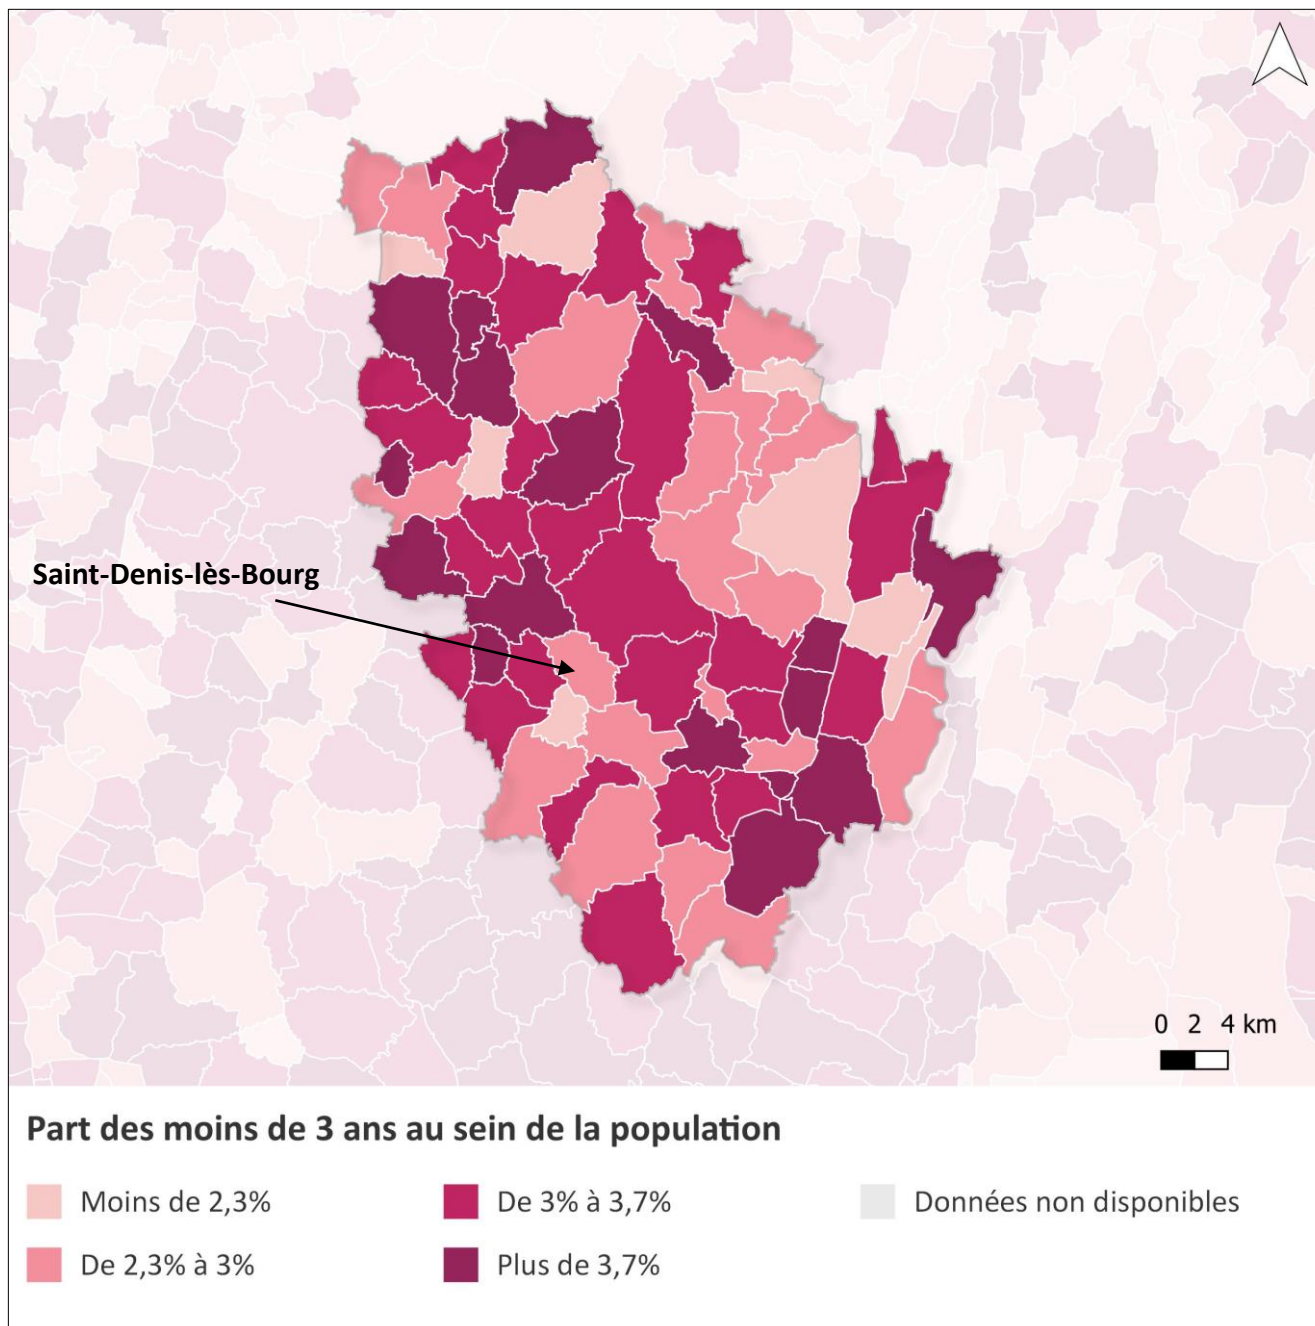 Saint-Denis-lès-Bourg
0 2 4 km
Part des moins de 3 ans au sein de la population
Moins de 2,3%
De 3% à 3,7%
Données non disponibles
De 2,3% à 3%
Plus de 3,7%